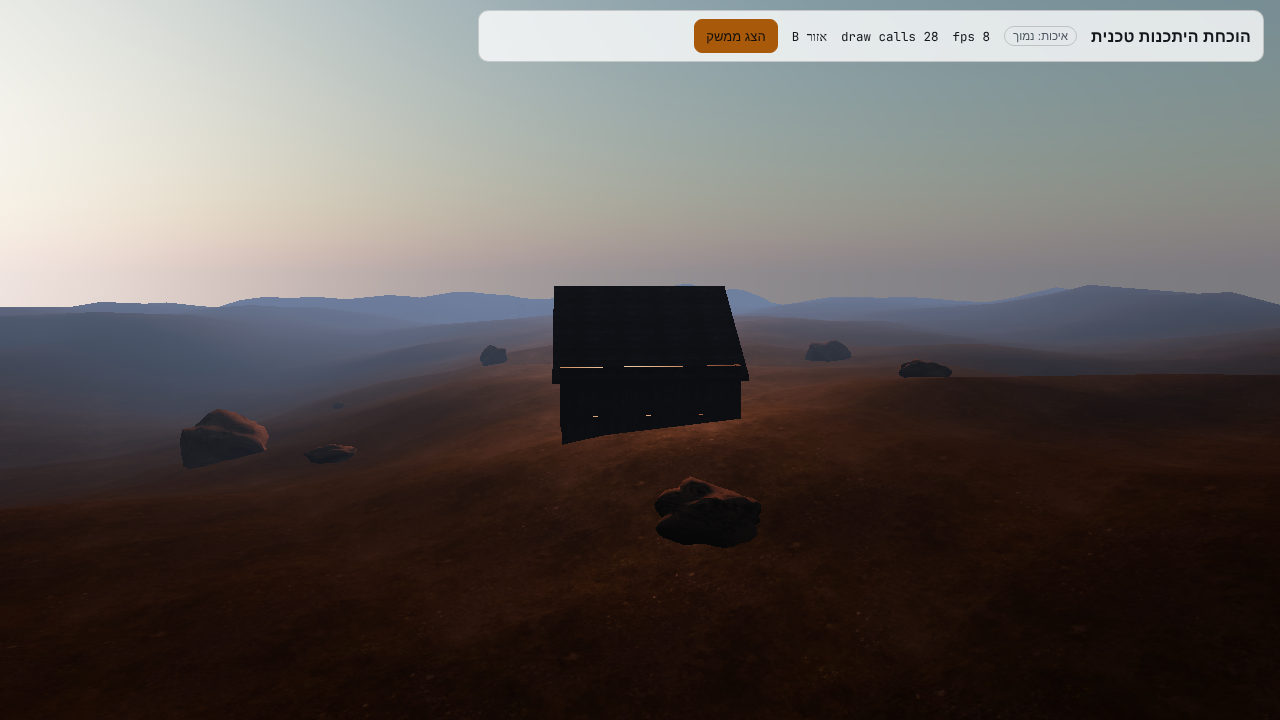 הוכחת היתכנות טכנית
איכות: נמוך
8 fps
28 draw calls
אזור B
הצג ממשק